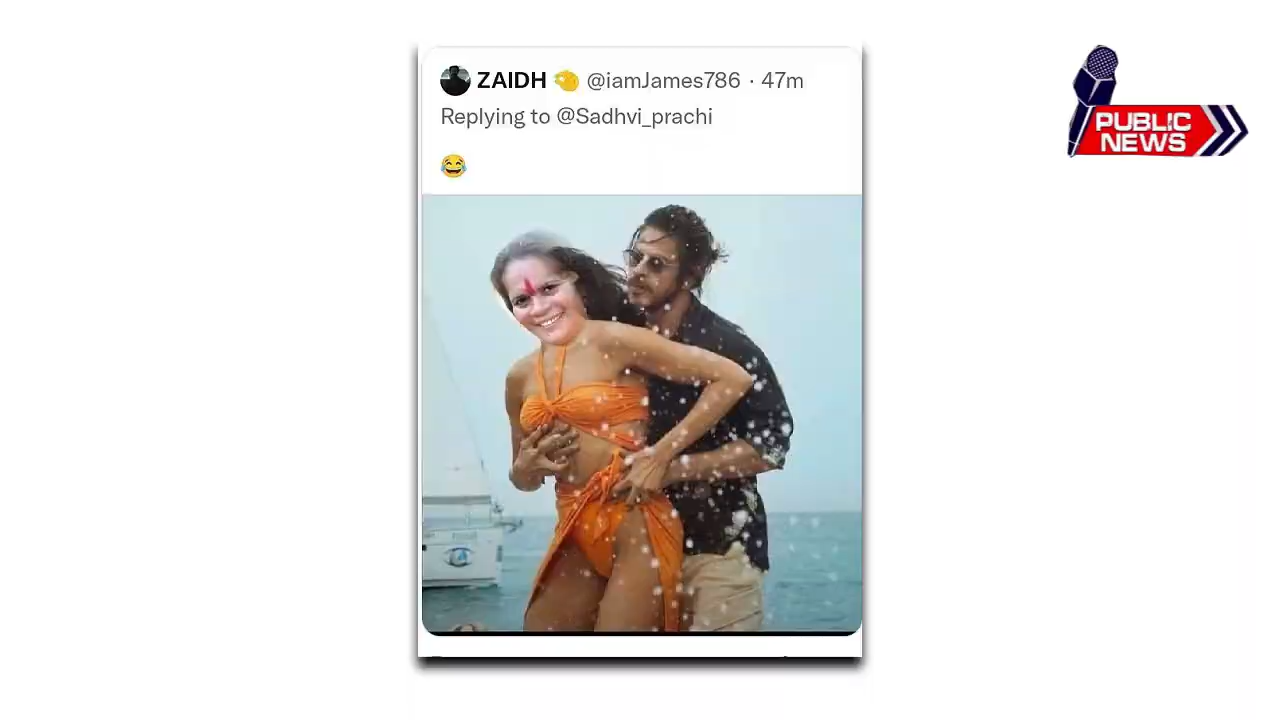 ZAIDH 🤏 @iamJames786 · 47m
Replying to @Sadhvi_prachi
😂
PUBLIC
NEWS